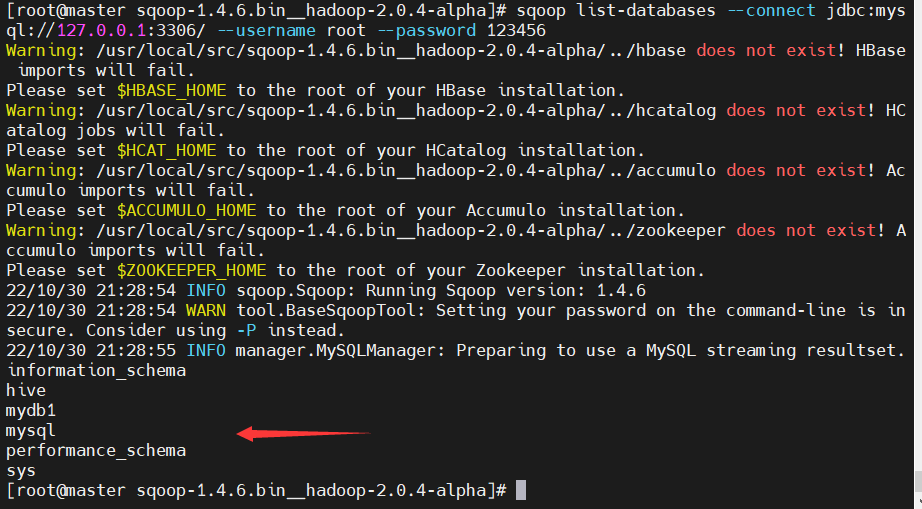 [root@master sqoop-1.4.6.bin__hadoop-2.0.4-alpha]# sqoop list-databases --connect jdbc:mys
ql://127.0.0.1:3306/ --username root --password 123456
Warning: /usr/local/src/sqoop-1.4.6.bin__hadoop-2.0.4-alpha/../hbase does not exist! HBase
 imports will fail.
Please set $HBASE_HOME to the root of your HBase installation.
Warning: /usr/local/src/sqoop-1.4.6.bin__hadoop-2.0.4-alpha/../hcatalog does not exist! HC
atalog jobs will fail.
Please set $HCAT_HOME to the root of your HCatalog installation.
Warning: /usr/local/src/sqoop-1.4.6.bin__hadoop-2.0.4-alpha/../accumulo does not exist! Ac
cumulo imports will fail.
Please set $ACCUMULO_HOME to the root of your Accumulo installation.
Warning: /usr/local/src/sqoop-1.4.6.bin__hadoop-2.0.4-alpha/../zookeeper does not exist! A
ccumulo imports will fail.
Please set $ZOOKEEPER_HOME to the root of your Zookeeper installation.
22/10/30 21:28:54 INFO sqoop.Sqoop: Running Sqoop version: 1.4.6
22/10/30 21:28:54 WARN tool.BaseSqoopTool: Setting your password on the command-line is in
secure. Consider using -P instead.
22/10/30 21:28:55 INFO manager.MySQLManager: Preparing to use a MySQL streaming resultset.
information_schema
hive
mydb1
mysql
performance_schema
sys
[root@master sqoop-1.4.6.bin__hadoop-2.0.4-alpha]#